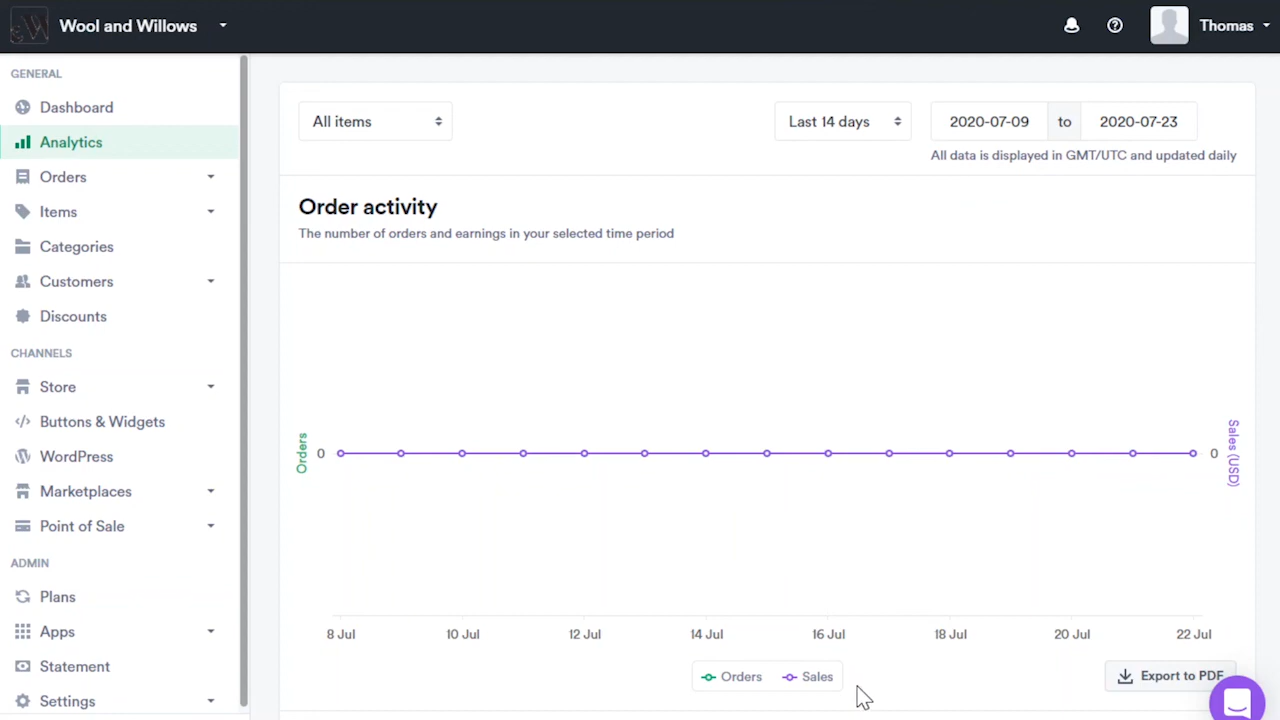 Wool and Willows
Thomas
GENERAL
Dashboard
Analytics
Orders
Items
Categories
Customers
Discounts
CHANNELS
Store
Buttons & Widgets
WordPress
Marketplaces
Point of Sale
ADMIN
Plans
Apps
Statement
Settings
All items
Last 14 days
2020-07-09 to 2020-07-23
All data is displayed in GMT/UTC and updated daily
Order activity
The number of orders and earnings in your selected time period
Orders
0
0
Sales (USD)
8 Jul 10 Jul 12 Jul 14 Jul 16 Jul 18 Jul 20 Jul 22 Jul
Orders Sales
Export to PDF